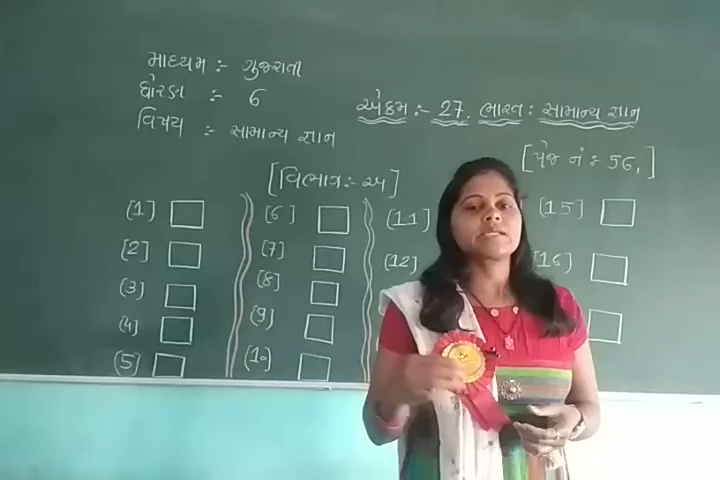 માધ્યમ :- ગુજરાતી
ધોરણ :- 6
વિષય :- સામાન્ય જ્ઞાન
એકમ :- 27. ભારત : સામાન્ય જ્ઞાન
[પેજ નં :- 56,]
[વિભાગ :- અ]
(1) [6] [11] [15]
[2] [7] [12] [16]
(3) [8]
(4) (9)
(5) (10)